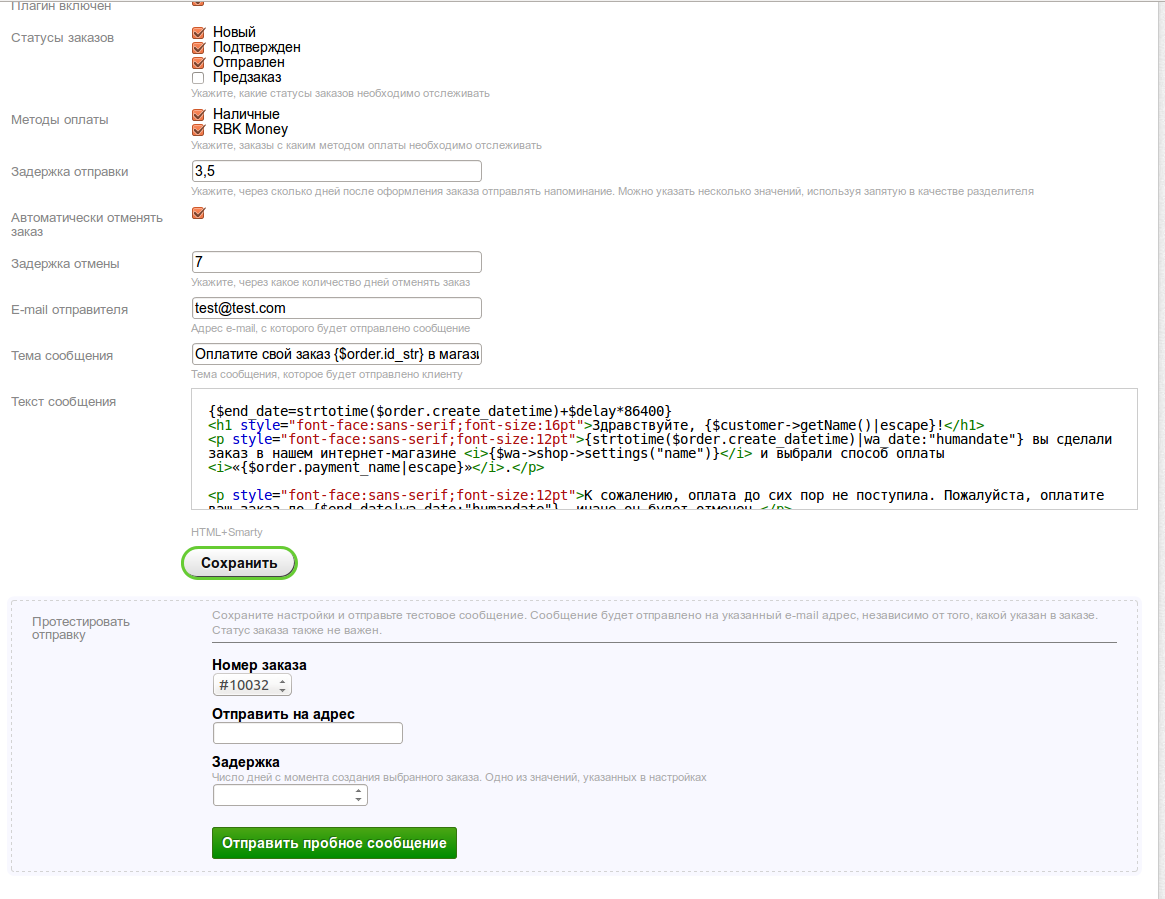 Плагин включен
Статусы заказов
Новый
Подтвержден
Отправлен
Предзаказ
Укажите, какие статусы заказов необходимо отслеживать
Методы оплаты
Наличные
RBK Money
Укажите, заказы с каким методом оплаты необходимо отслеживать
Задержка отправки
3,5
Укажите, через сколько дней после оформления заказа отправлять напоминание. Можно указать несколько значений, используя запятую в качестве разделителя
Автоматически отменять
заказ
Задержка отмены
7
Укажите, через какое количество дней отменять заказ
E-mail отправителя
test@test.com
Адрес e-mail, с которого будет отправлено сообщение
Тема сообщения
Оплатите свой заказ {$order.id_str} в магази
Тема сообщения, которое будет отправлено клиенту
Текст сообщения
{$end_date=strtotime($order.create_datetime)+$delay*86400}
<h1 style="font-face:sans-serif;font-size:16pt">Здравствуйте, {$customer->getName()|escape}!</h1>
<p style="font-face:sans-serif;font-size:12pt">{strtotime($order.create_datetime)|wa_date:"humandate"} вы сделали
заказ в нашем интернет-магазине <i>{$wa->shop->settings("name")}</i> и выбрали способ оплаты
<i>«{$order.payment_name|escape}»</i>.</p>
<p style="font-face:sans-serif;font-size:12pt">К сожалению, оплата до сих пор не поступила. Пожалуйста, оплатите
ваш заказ до {$end_date|wa_date:"humandate"}, иначе он будет отменен.</p>
HTML+Smarty
Сохранить
Протестировать
отправку
Сохраните настройки и отправьте тестовое сообщение. Сообщение будет отправлено на указанный e-mail адрес, независимо от того, какой указан в заказе.
Статус заказа также не важен.
Номер заказа
#10032
Отправить на адрес
Задержка
Число дней с момента создания выбранного заказа. Одно из значений, указанных в настройках
Отправить пробное сообщение